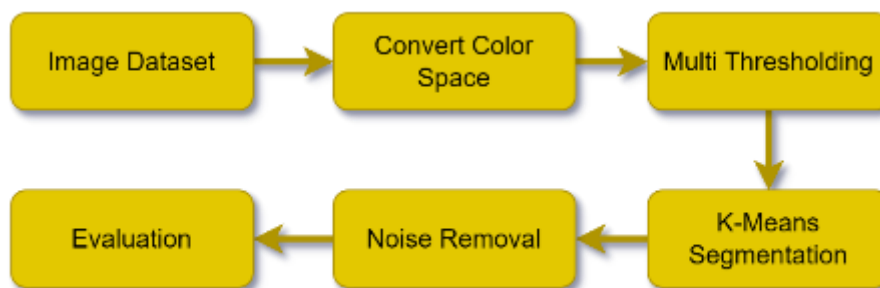 Image Dataset
Convert Color
Space
Multi Thresholding
K-Means
Segmentation
Noise Removal
Evaluation